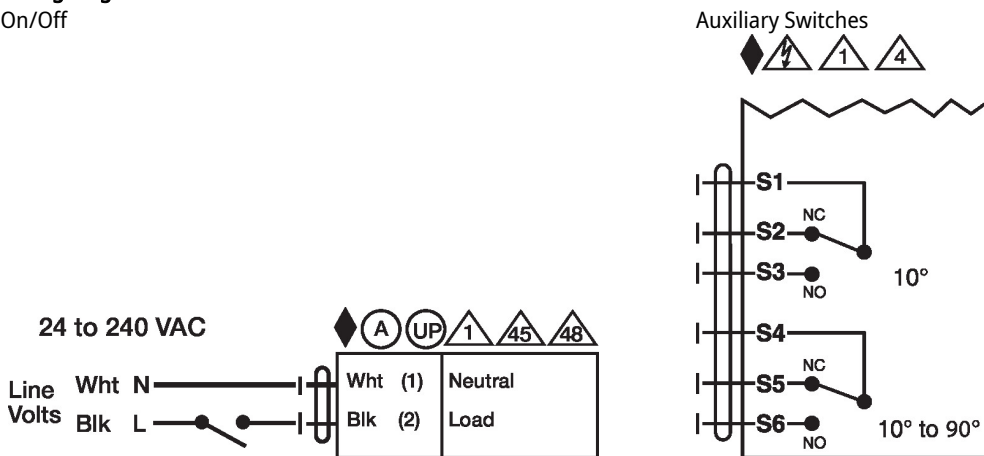 On/Off
Auxiliary Switches
1 4
S1
NC
S2
S3
NO
10°
S4
NC
S5
S6
NO
10° to 90°
24 to 240 VAC
A UP 1 45 48
Line Volts
Wht N
Blk L
Wht (1) Neutral
Blk (2) Load